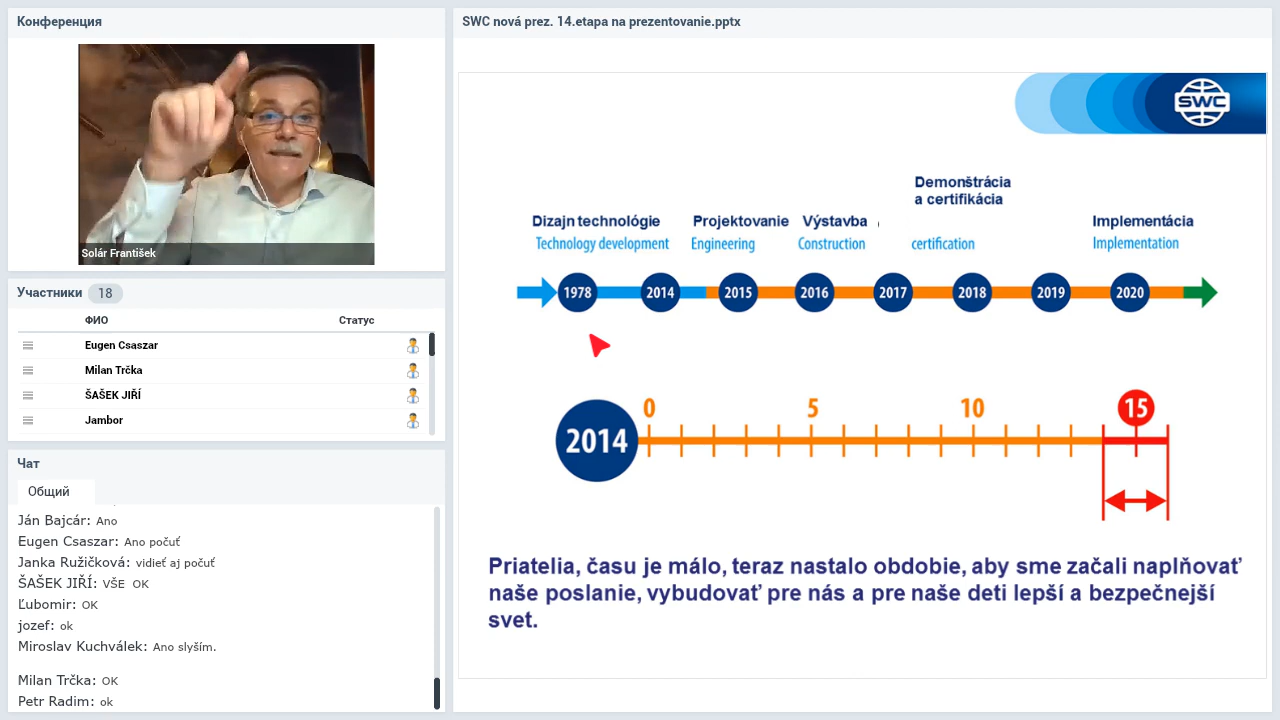 Конференция
Solár František
Участники 18
ФИО Статус
Eugen Csaszar
Milan Trčka
ŠAŠEK JIŘÍ
Jambor
Чат
Общий
Ján Bajcár: Ano
Eugen Csaszar: Ano počuť
Janka Ružičková: vidieť aj počuť
ŠAŠEK JIŘÍ: VŠE OK
Ľubomir: OK
jozef: ok
Miroslav Kuchválek: Ano slyším.
Milan Trčka: OK
Petr Radim: ok
SWC nová prez. 14.etapa na prezentovanie.pptx
SWC
Demonštrácia
a certifikácia
Dizajn technológie Projektovanie Výstavba Implementácia
Technology development Engineering Construction certification Implementation
1978 2014 2015 2016 2017 2018 2019 2020
0 5 10 15
2014
Priatelia, času je málo, teraz nastalo obdobie, aby sme začali naplňovať
naše poslanie, vybudovať pre nás a pre naše deti lepší a bezpečnejší
svet.